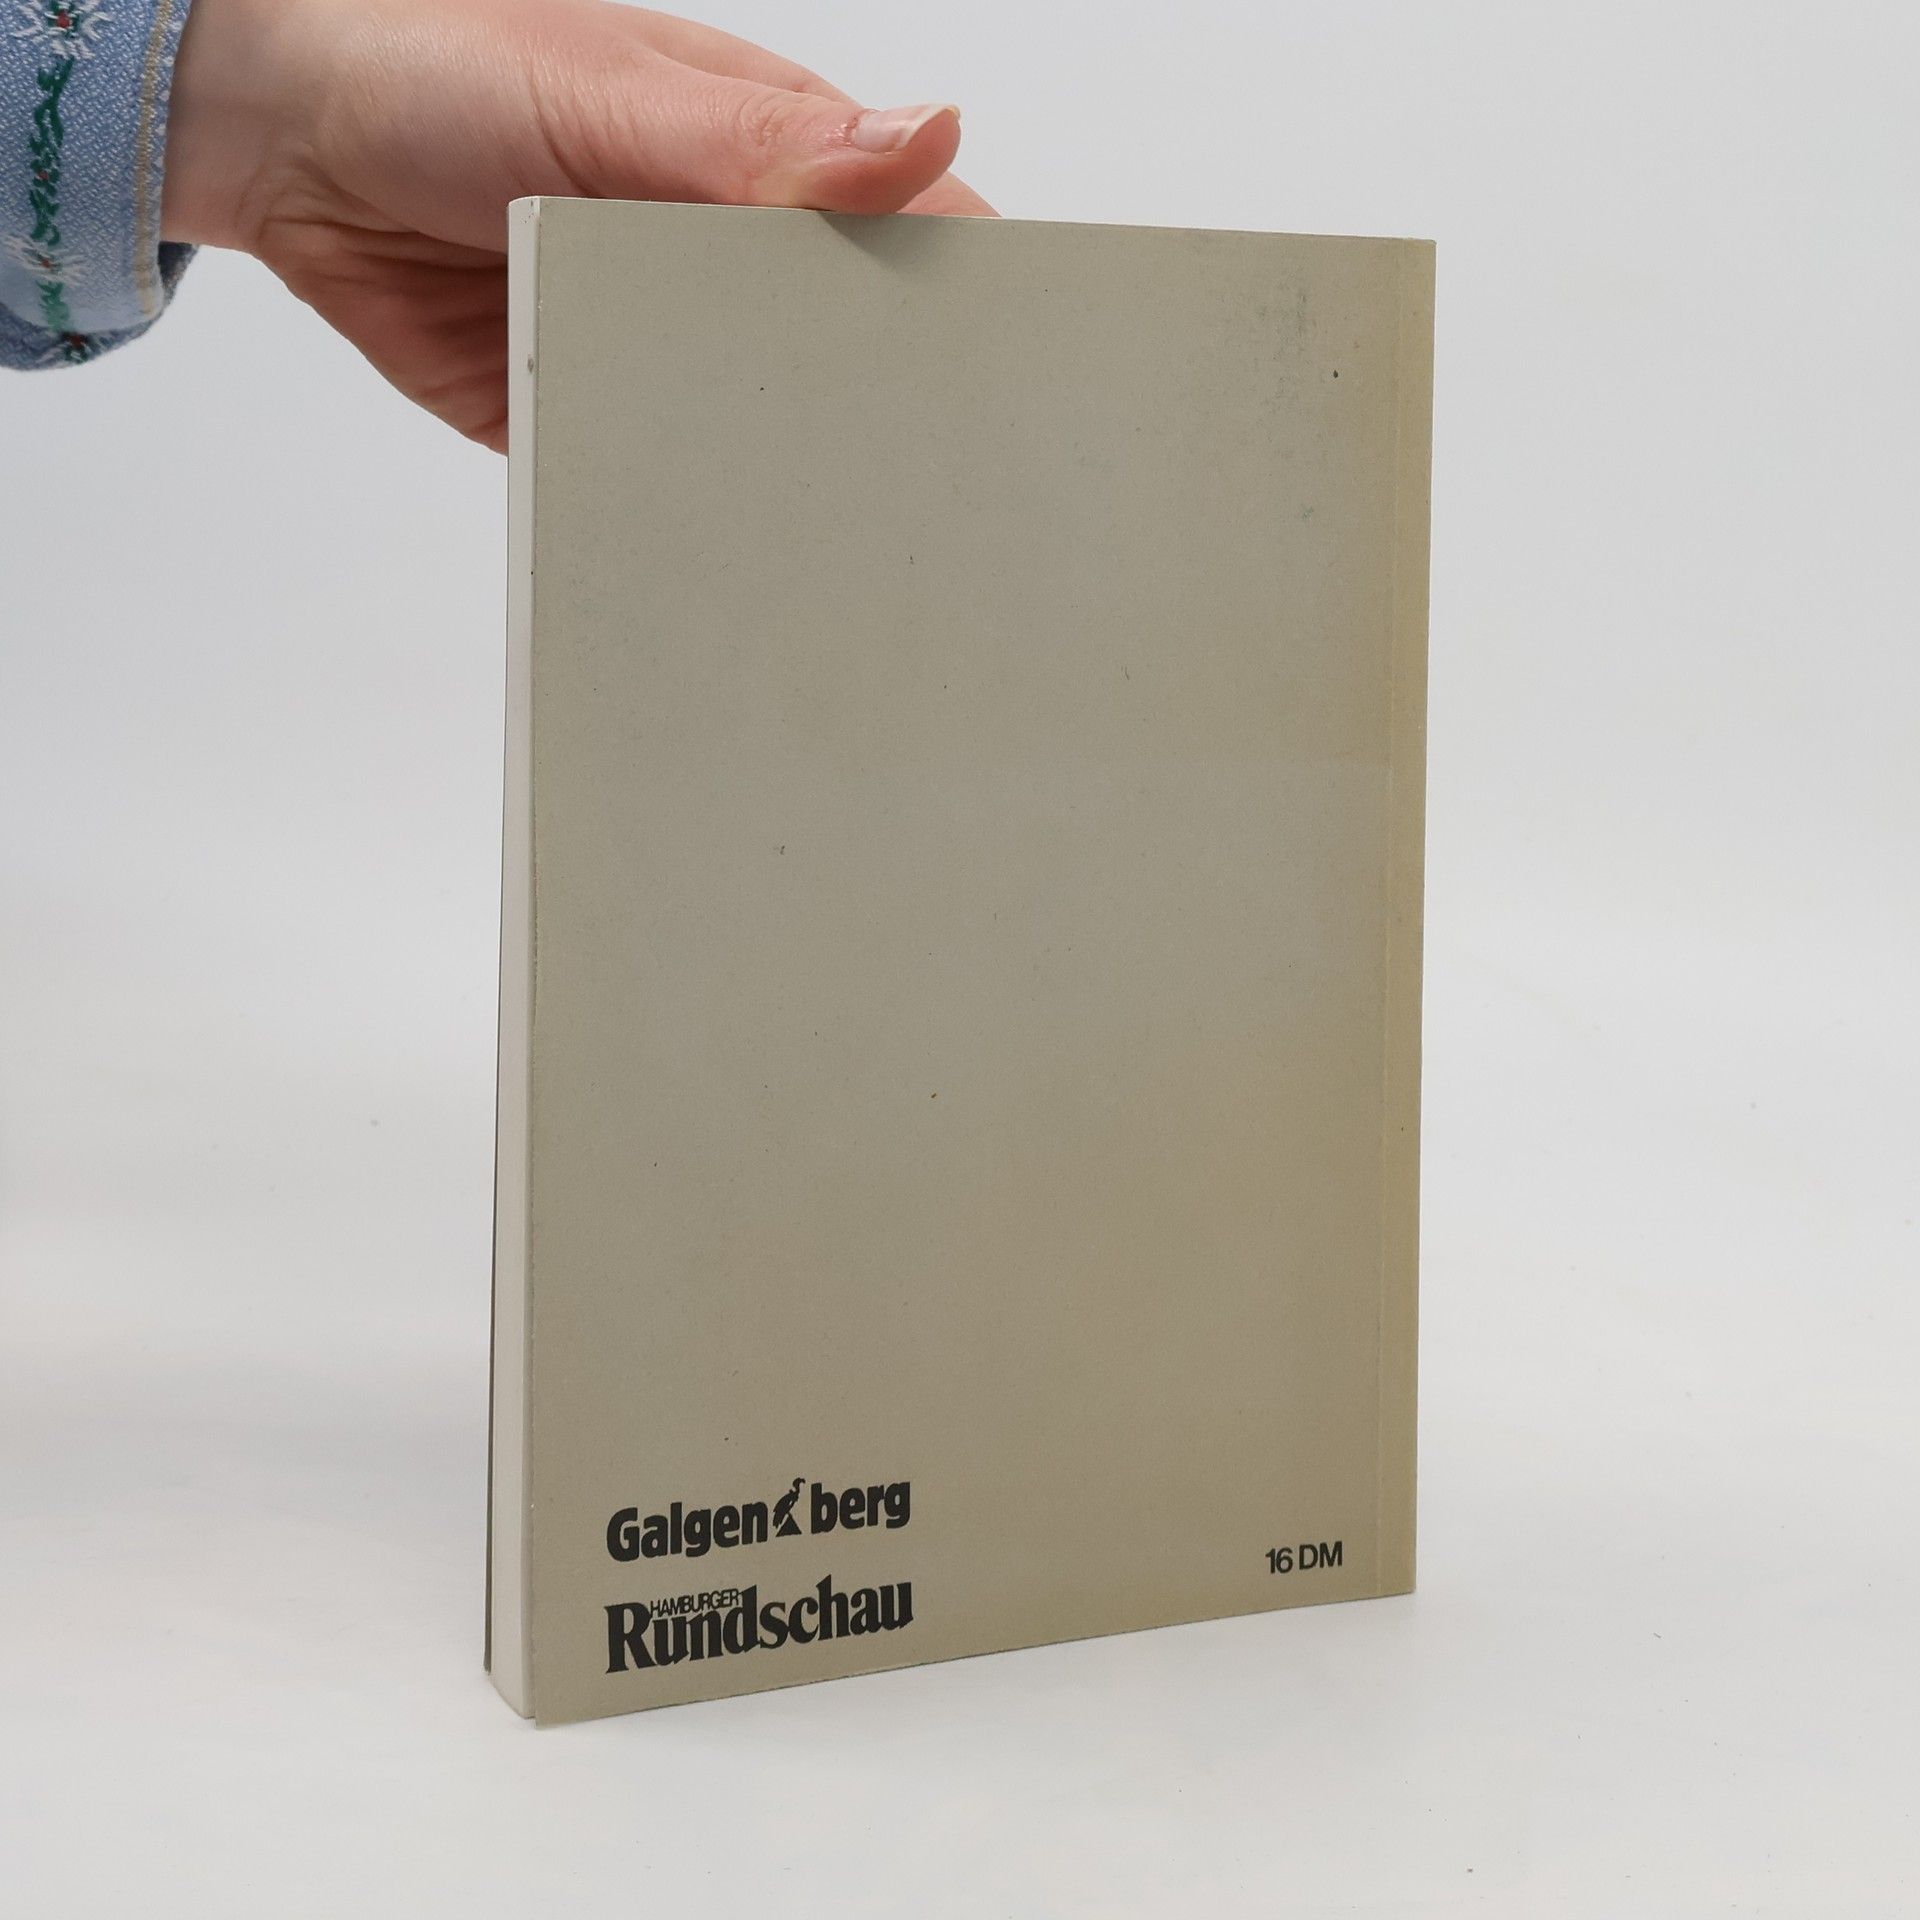 Galgenberg
HAMBURGER
Rundschau
16 DM